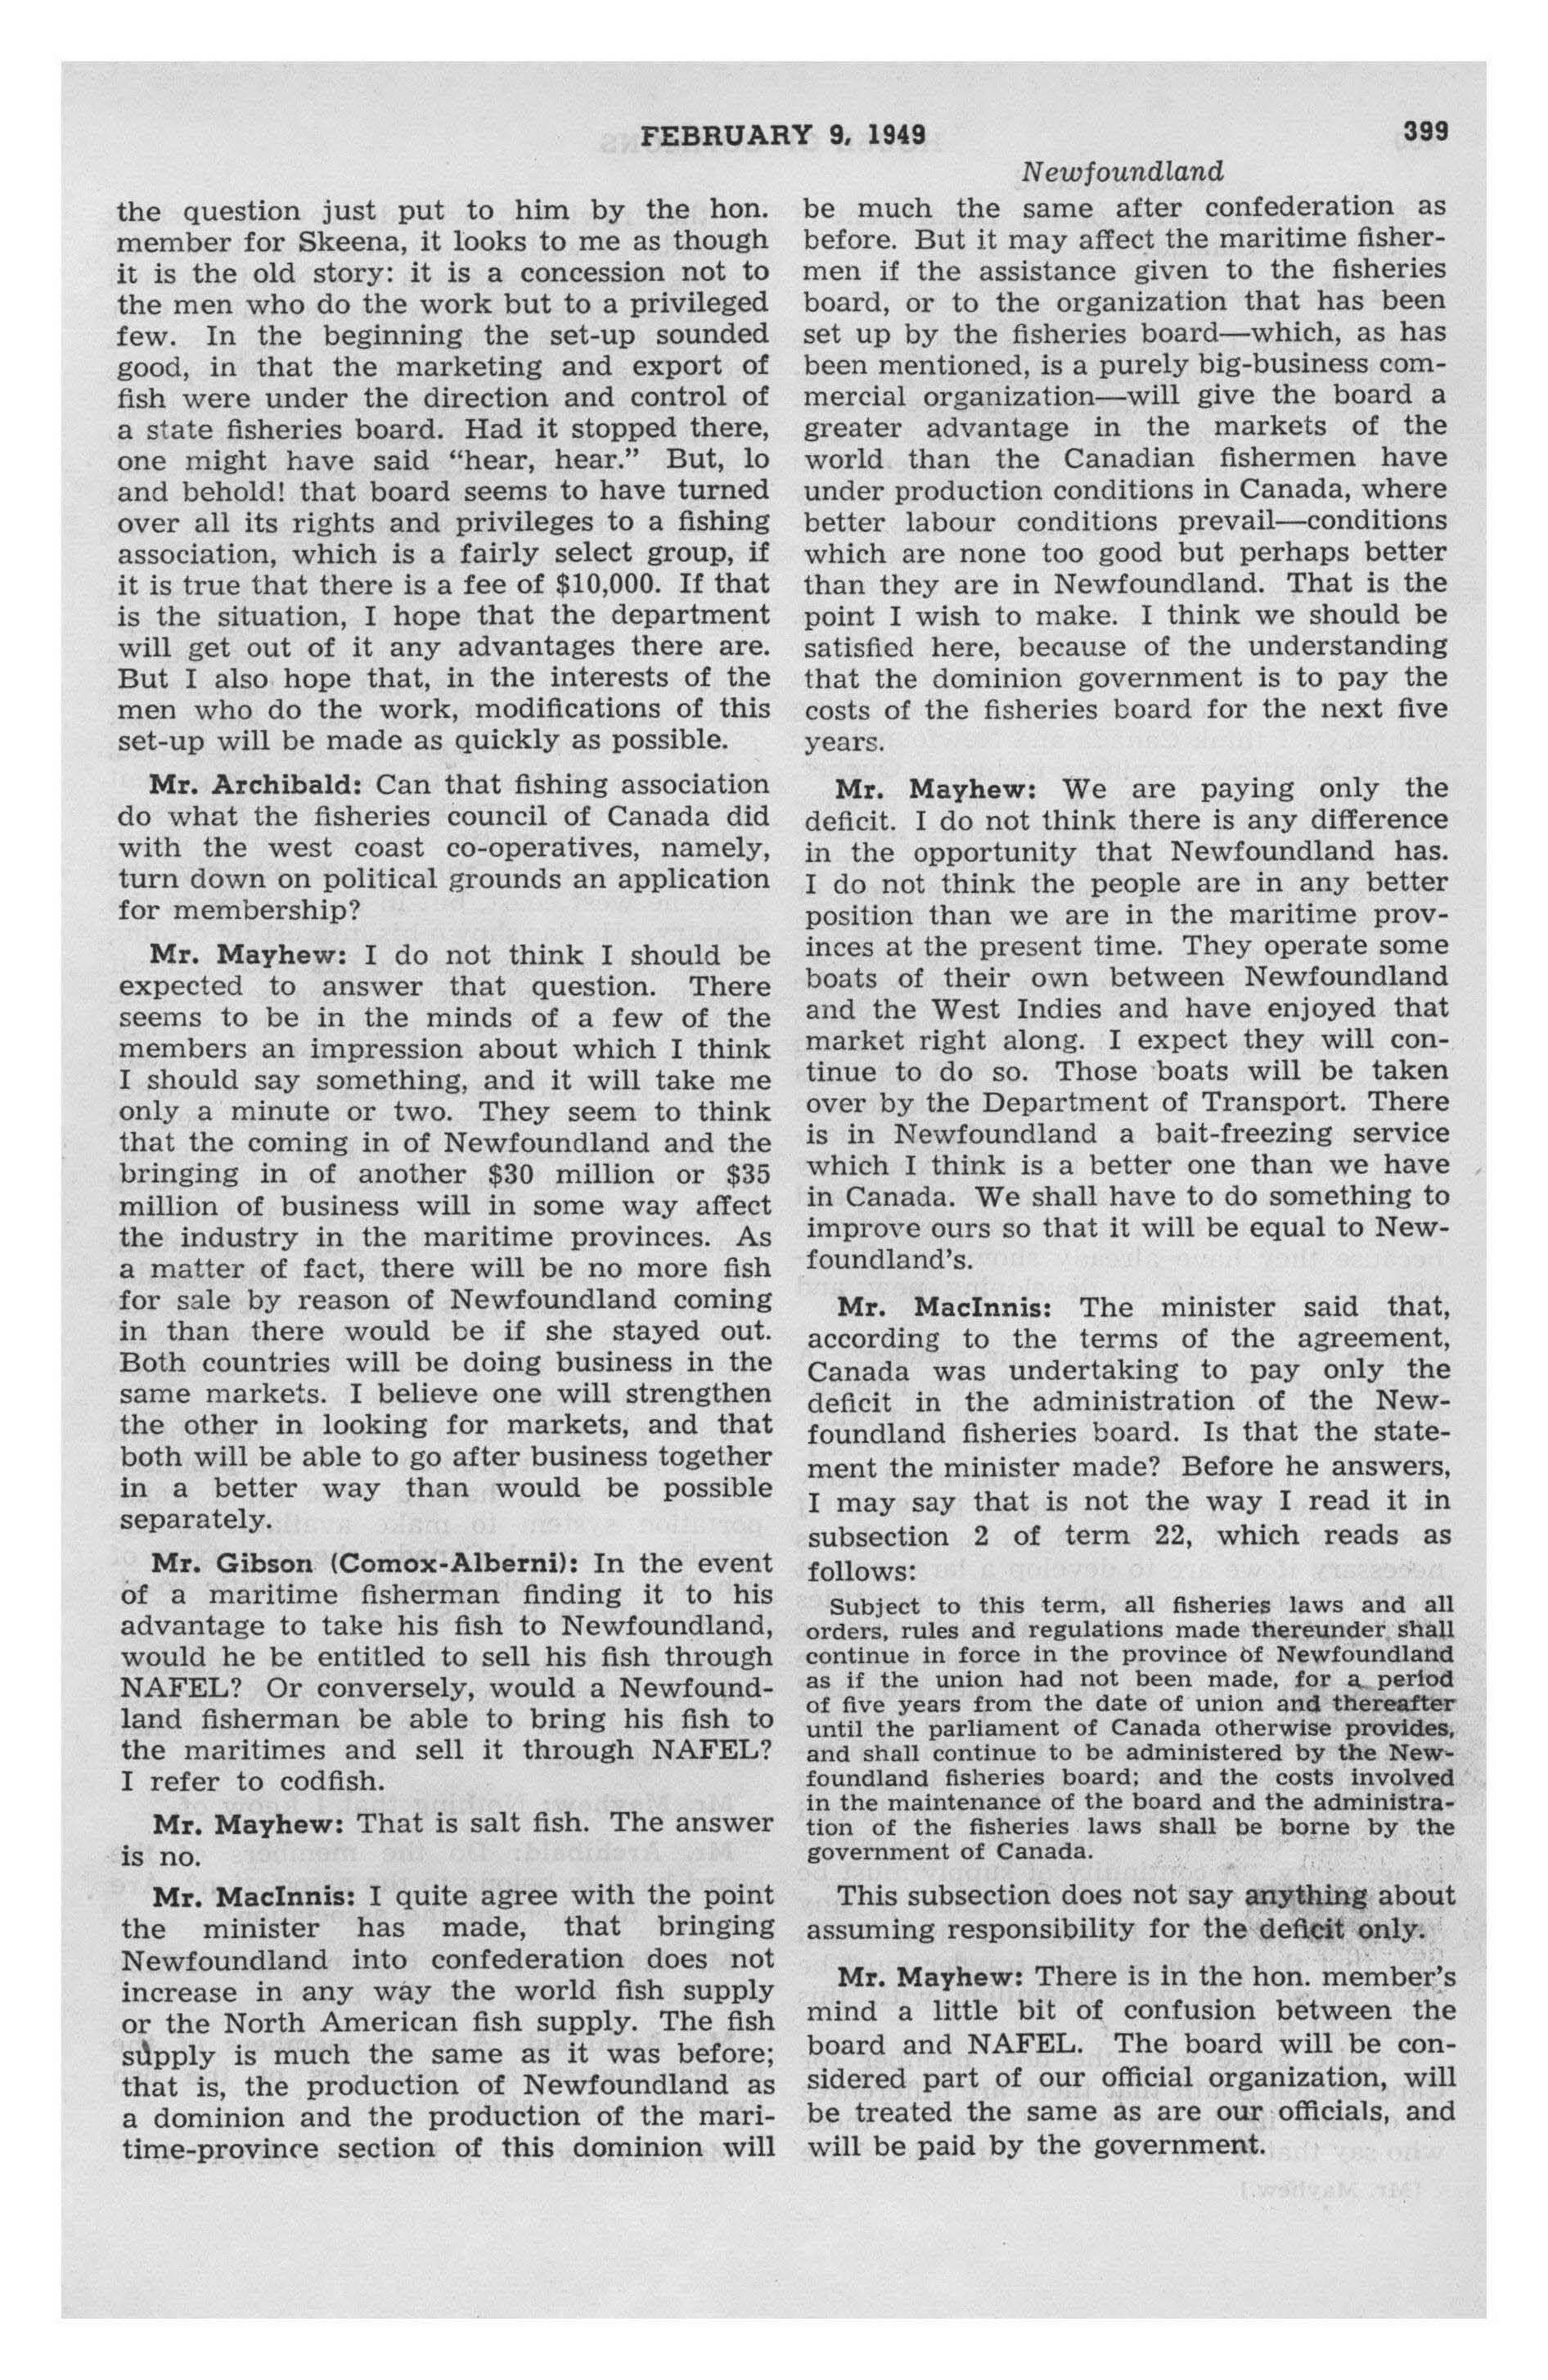 FEBRUARY 9, 1949
399
Newfoundland
the question just put to him by the hon.
member for Skeena, it looks to me as though
it is the old story: it is a concession not to
the men who do the work but to a privileged
few. In the beginning the set-up sounded
good, in that the marketing and export of
fish were under the direction and control of
a state fisheries board. Had it stopped there,
one might have said “hear, hear.” But, lo
and behold! that board seems to have turned
over all its rights and privileges to a fishing
association, which is a fairly select group, if
it is true that there is a fee of $10,000. If that
is the situation, I hope that the department
will get out of it any advantages there are.
But I also hope that, in the interests of the
men who do the work, modifications of this
set-up will be made as quickly as possible.
Mr. Archibald: Can that fishing association
do what the fisheries council of Canada did
with the west coast co-operatives, namely,
turn down on political grounds an application
for membership?
Mr. Mayhew: I do not think I should be
expected to answer that question. There
seems to be in the minds of a few of the
members an impression about which I think
I should say something, and it will take me
only a minute or two. They seem to think
that the coming in of Newfoundland and the
bringing in of another $30 million or $35
million of business will in some way affect
the industry in the maritime provinces. As
a matter of fact, there will be no more fish
for sale by reason of Newfoundland coming
in than there would be if she stayed out.
Both countries will be doing business in the
same markets. I believe one will strengthen
the other in looking for markets, and that
both will be able to go after business together
in a better way than would be possible
separately.
Mr. Gibson (Comox-Alberni): In the event
of a maritime fisherman finding it to his
advantage to take his fish to Newfoundland,
would he be entitled to sell his fish through
NAFEL? Or conversely, would a Newfound-
land fisherman be able to bring his fish to
the maritimes and sell it through NAFEL?
I refer to codfish.
Mr. Mayhew: That is salt fish. The answer
is no.
Mr. MacInnis: I quite agree with the point
the minister has made, that bringing
Newfoundland into confederation does not
increase in any way the world fish supply
or the North American fish supply. The fish
supply is much the same as it was before;
that is, the production of Newfoundland as
a dominion and the production of the mari-
time-province section of this dominion will
be much the same after confederation as
before. But it may affect the maritime fisher-
men if the assistance given to the fisheries
board, or to the organization that has been
set up by the fisheries board—which, as has
been mentioned, is a purely big-business com-
mercial organization—will give the board a
greater advantage in the markets of the
world than the Canadian fishermen have
under production conditions in Canada, where
better labour conditions prevail—conditions
which are none too good but perhaps better
than they are in Newfoundland. That is the
point I wish to make. I think we should be
satisfied here, because of the understanding
that the dominion government is to pay the
costs of the fisheries board for the next five
years.
Mr. Mayhew: We are paying only the
deficit. I do not think there is any difference
in the opportunity that Newfoundland has.
I do not think the people are in any better
position than we are in the maritime prov-
inces at the present time. They operate some
boats of their own between Newfoundland
and the West Indies and have enjoyed that
market right along. I expect they will con-
tinue to do so. Those boats will be taken
over by the Department of Transport. There
is in Newfoundland a bait-freezing service
which I think is a better one than we have
in Canada. We shall have to do something to
improve ours so that it will be equal to New-
foundland's.
Mr. MacInnis: The minister said that,
according to the terms of the agreement,
Canada was undertaking to pay only the
deficit in the administration of the New-
foundland fisheries board. Is that the state-
ment the minister made? Before he answers,
I may say that is not the way I read it in
subsection 2 of term 22, which reads as
follows:
Subject to this term, all fisheries laws and all
orders, rules and regulations made thereunder shall
continue in force in the province of Newfoundland
as if the union had not been made, for a period
of five years from the date of union and thereafter
until the parliament of Canada otherwise provides,
and shall continue to be administered by the New-
foundland fisheries board; and the costs involved
in the maintenance of the board and the administra-
tion of the fisheries laws shall be borne by the
government of Canada.
This subsection does not say anything about
assuming responsibility for the deficit only.
Mr. Mayhew: There is in the hon. member's
mind a little bit of confusion between the
board and NAFEL. The board will be con-
sidered part of our official organization, will
be treated the same as are our officials, and
will be paid by the government.